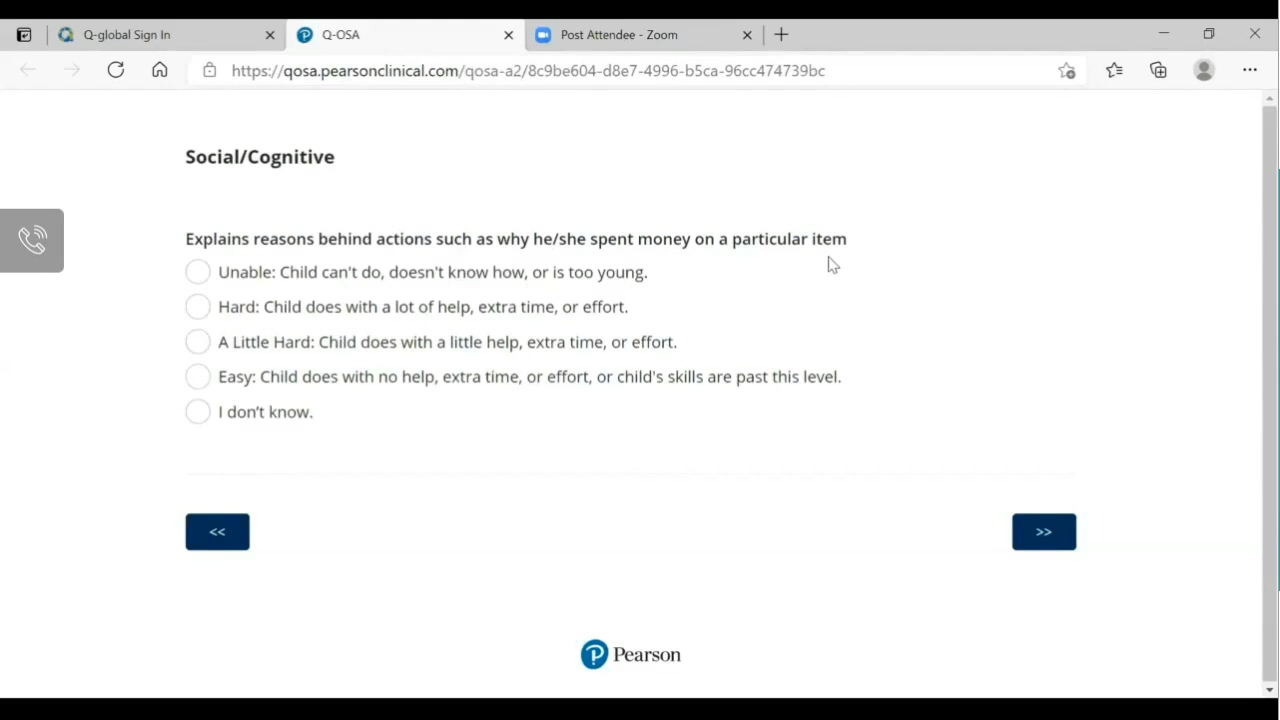 Q-global Sign In
Q-OSA
Post Attendee - Zoom
https://qosa.pearsonclinical.com/qosa-a2/8c9be604-d8e7-4996-b5ca-96cc474739bc
Social/Cognitive
Explains reasons behind actions such as why he/she spent money on a particular item
Unable: Child can't do, doesn't know how, or is too young.
Hard: Child does with a lot of help, extra time, or effort.
A Little Hard: Child does with a little help, extra time, or effort.
Easy: Child does with no help, extra time, or effort, or child's skills are past this level.
I don't know.
<< >>
Pearson